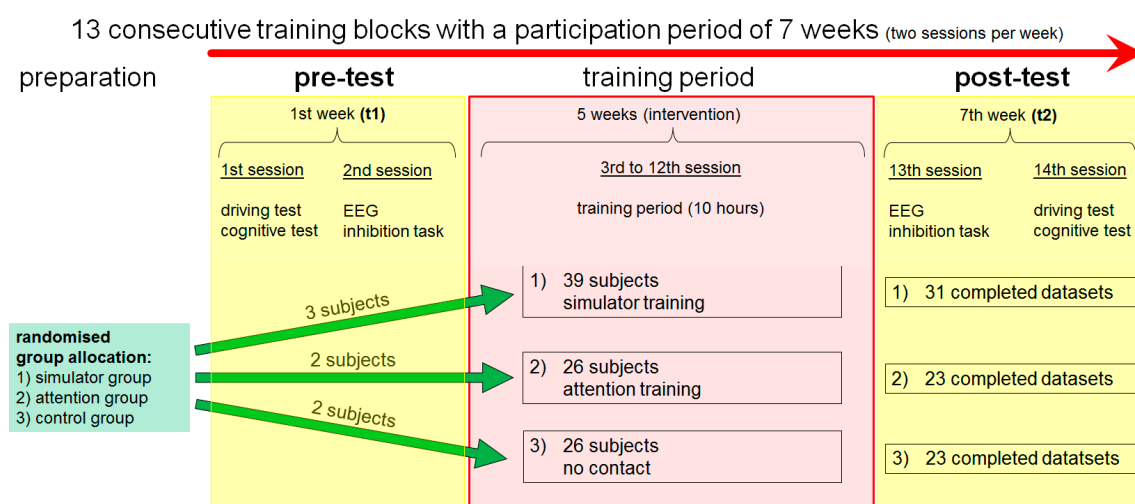 13 consecutive training blocks with a participation period of 7 weeks (two sessions per week)
preparation
pre-test
training period
post-test
1st week (t1)
5 weeks (intervention)
7th week (t2)
1st session
2nd session
3rd to 12th session
13th session
14th session
driving test
cognitive test
EEG
inhibition task
training period (10 hours)
EEG
inhibition task
driving test
cognitive test
randomised
group allocation:
1) simulator group
2) attention group
3) control group
3 subjects
2 subjects
2 subjects
1) 39 subjects
simulator training
2) 26 subjects
attention training
3) 26 subjects
no contact
1) 31 completed datasets
2) 23 completed datasets
3) 23 completed datatsets